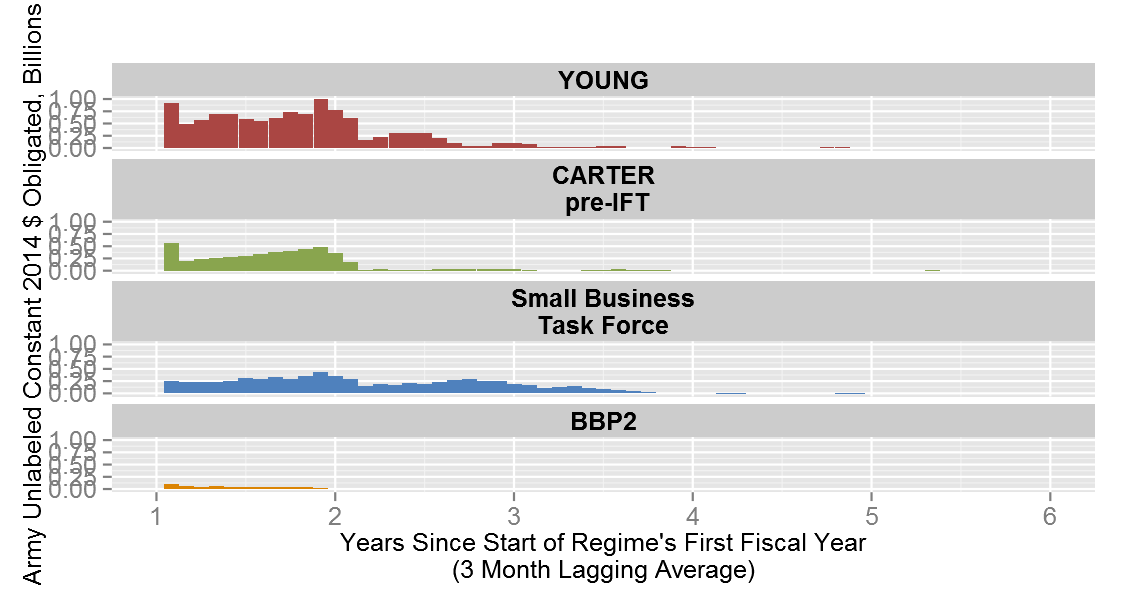 Army Unlabeled Constant 2014 $ Obligated, Billions
YOUNG
1.00
0.75
0.50
0.25
0.00
CARTER
pre-IFT
1.00
0.75
0.50
0.25
0.00
Small Business
Task Force
1.00
0.75
0.50
0.25
0.00
BBP2
1.00
0.75
0.50
0.25
0.00
1 2 3 4 5 6
Years Since Start of Regime's First Fiscal Year
(3 Month Lagging Average)